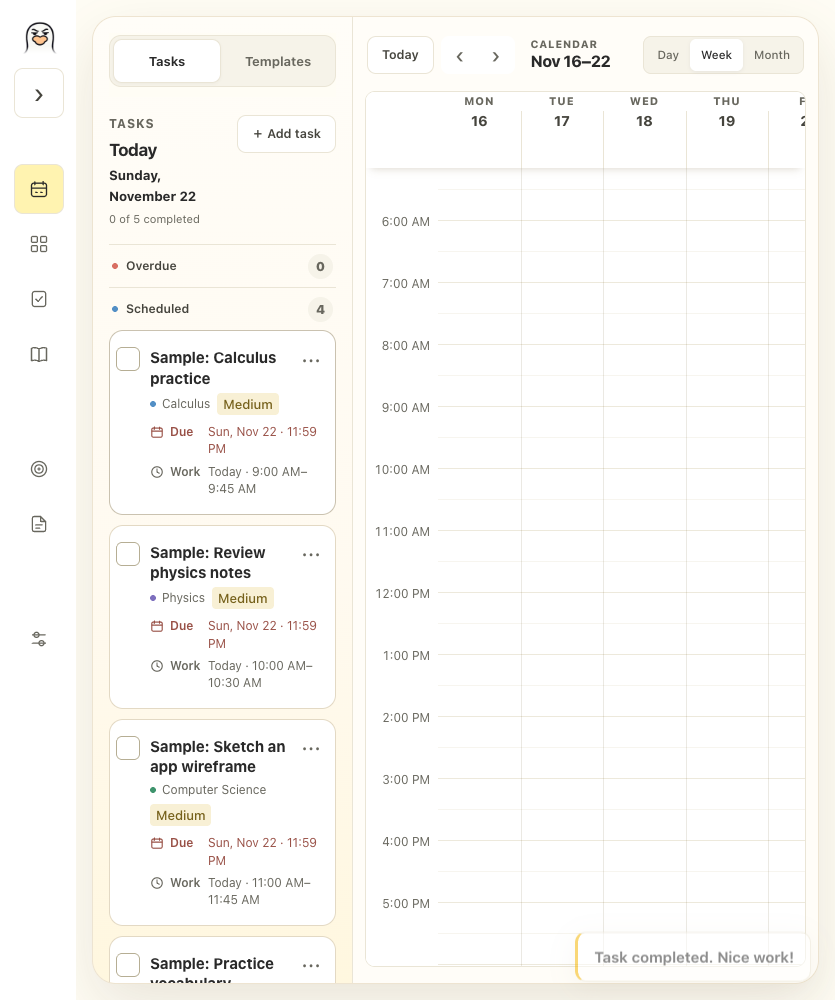 Tasks
Templates
TASKS
Today
Sunday,
November 22
0 of 5 completed
+ Add task
Overdue
0
Scheduled
4
Sample: Calculus
practice
Calculus
Medium
Due
Sun, Nov 22 · 11:59
PM
Work
Today · 9:00 AM–
9:45 AM
Sample: Review
physics notes
Physics
Medium
Due
Sun, Nov 22 · 11:59
PM
Work
Today · 10:00 AM–
10:30 AM
Sample: Sketch an
app wireframe
Computer Science
Medium
Due
Sun, Nov 22 · 11:59
PM
Work
Today · 11:00 AM–
11:45 AM
Sample: Practice
vocabulary
Today
CALENDAR
Nov 16–22
Day
Week
Month
MON
16
TUE
17
WED
18
THU
19
6:00 AM
7:00 AM
8:00 AM
9:00 AM
10:00 AM
11:00 AM
12:00 PM
1:00 PM
2:00 PM
3:00 PM
4:00 PM
5:00 PM
Task completed. Nice work!